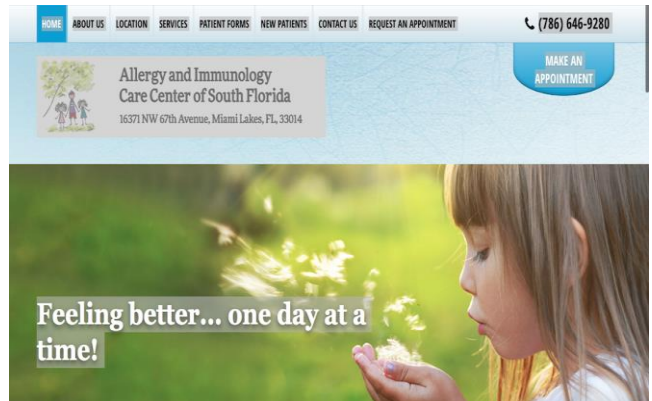 HOME ABOUT US LOCATION SERVICES PATIENT FORMS NEW PATIENTS CONTACT US REQUEST AN APPOINTMENT (786) 646-9280
MAKE AN
APPOINTMENT
Allergy and Immunology
Care Center of South Florida
16371 NW 67th Avenue, Miami Lakes, FL, 33014
Feeling better... one day at a
time!